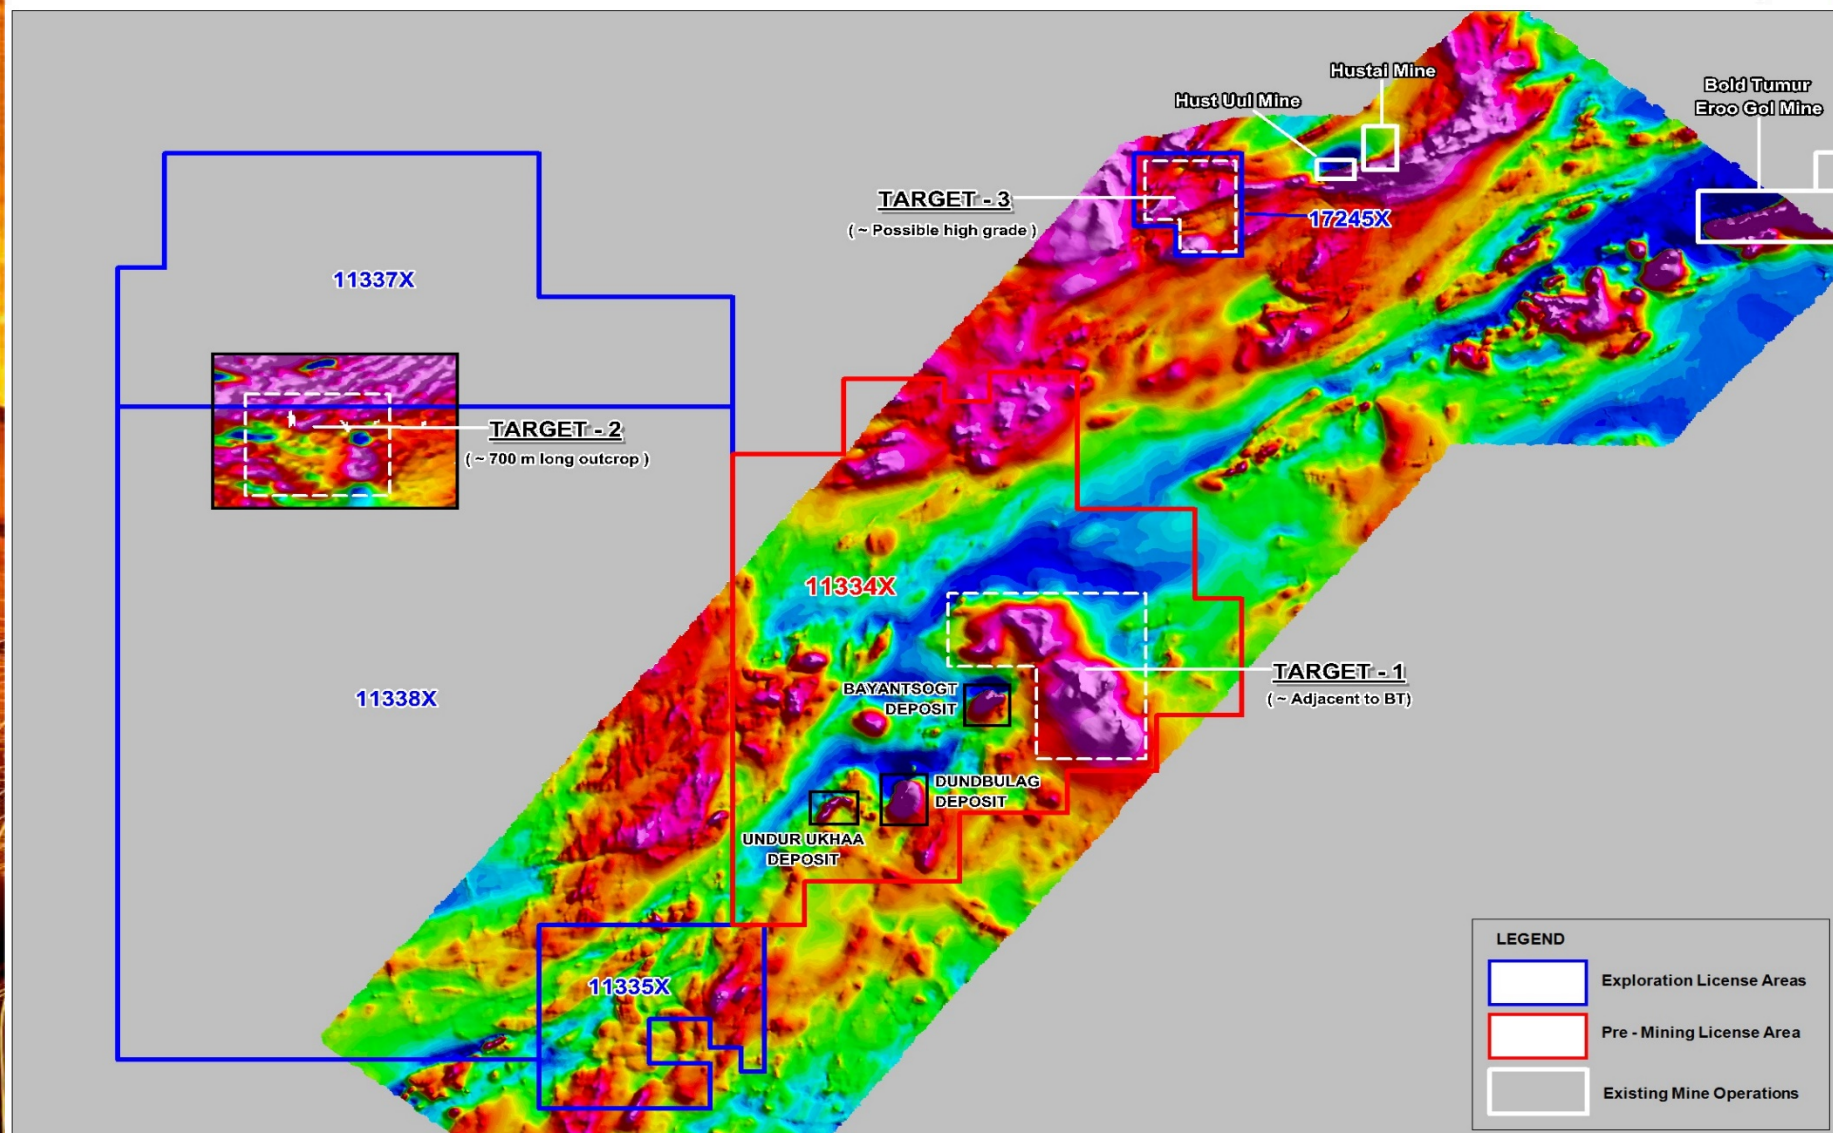 Hustai Mine
Hust Uul Mine
Bold Tumur
Eroo Gol Mine
TARGET - 3
( ~ Possible high grade )
17245X
11337X
TARGET - 2
( ~ 700 m long outcrop )
11334X
TARGET - 1
( ~ Adjacent to BT)
11338X
BAYANTSOGT
DEPOSIT
DUNDBULAG
DEPOSIT
UNDUR UKHAA
DEPOSIT
11335X
LEGEND
Exploration License Areas
Pre - Mining License Area
Existing Mine Operations